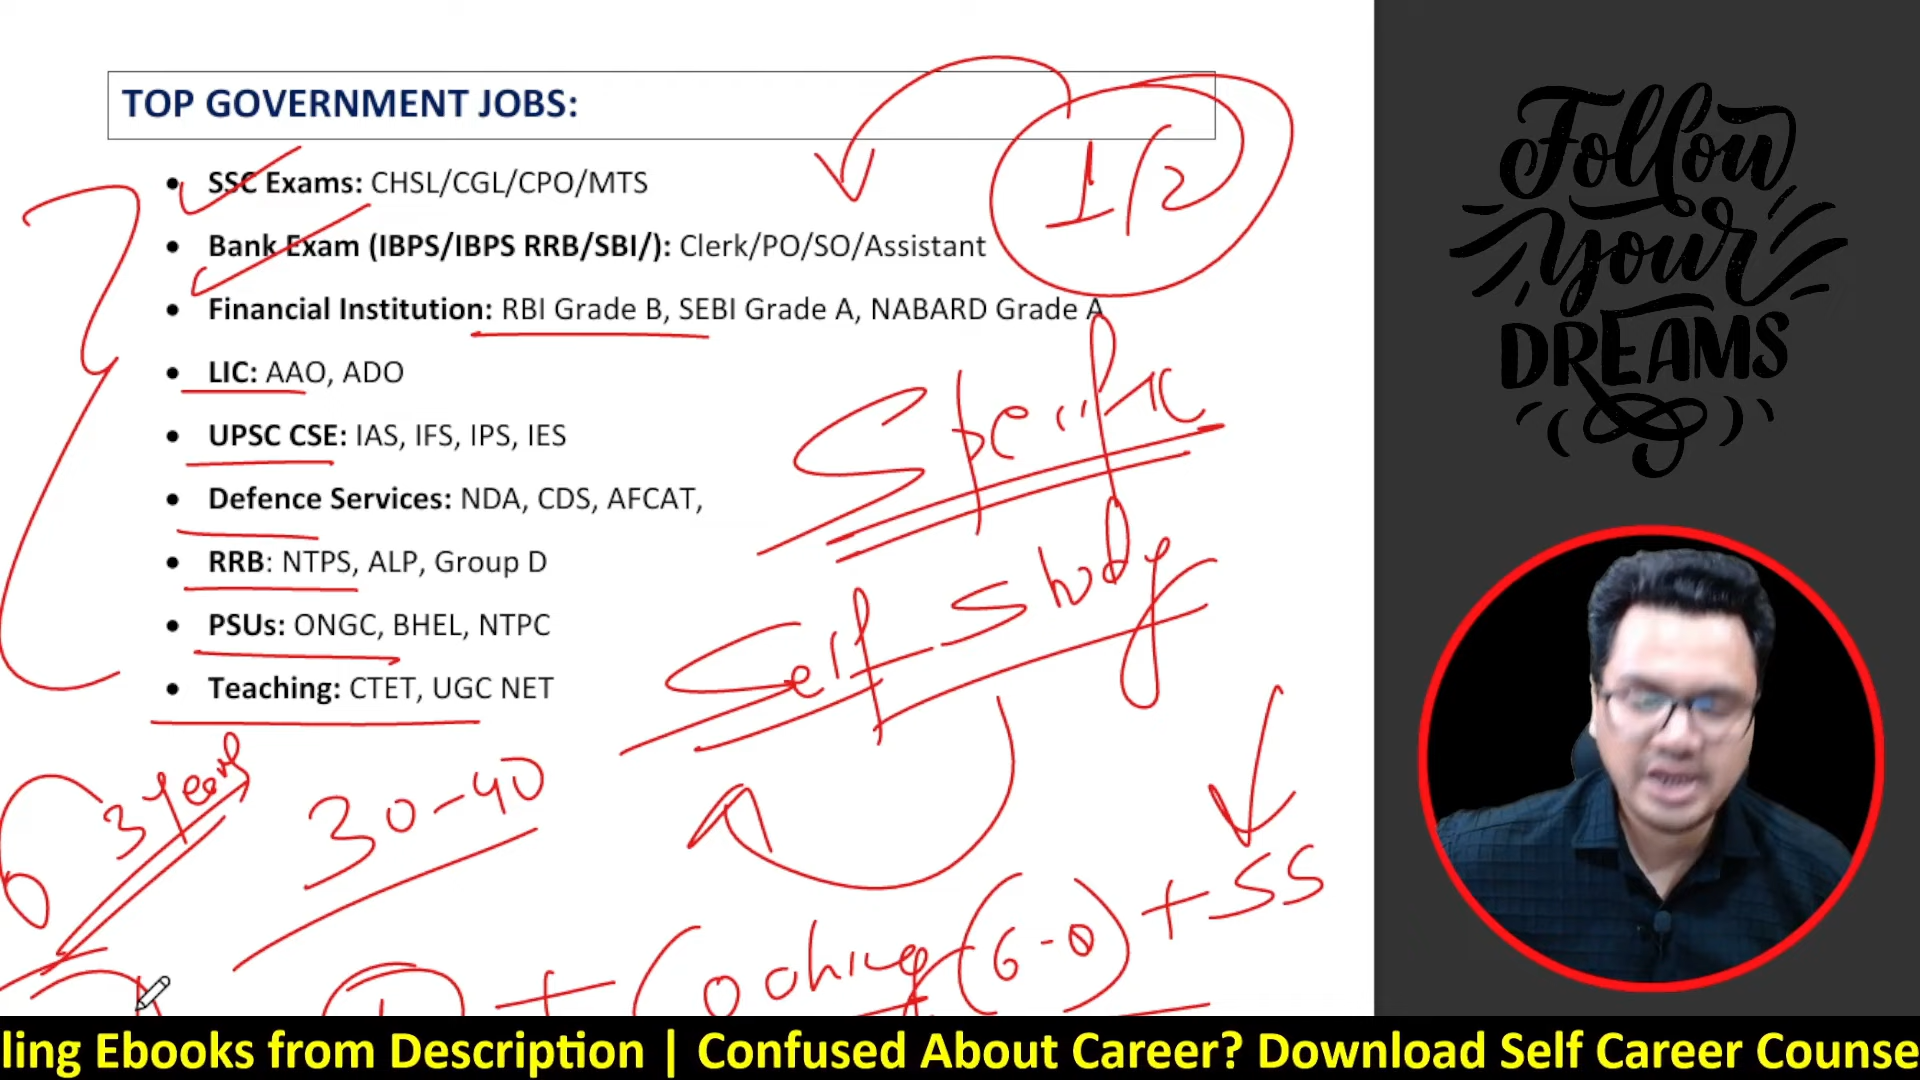 TOP GOVERNMENT JOBS:
1/2
• SSC Exams: CHSL/CGL/CPO/MTS
• Bank Exam (IBPS/IBPS RRB/SBI/): Clerk/PO/SO/Assistant
• Financial Institution: RBI Grade B, SEBI Grade A, NABARD Grade A
• LIC: AAO, ADO
• UPSC CSE: IAS, IFS, IPS, IES
• Defence Services: NDA, CDS, AFCAT,
• RRB: NTPS, ALP, Group D
• PSUs: ONGC, BHEL, NTPC
• Teaching: CTET, UGC NET
Specific
Self Study
3 Years
30-40
+ Coaching (6-8) + SS
Follow
Your
DREAMS
ling Ebooks from Description | Confused About Career? Download Self Career Counse